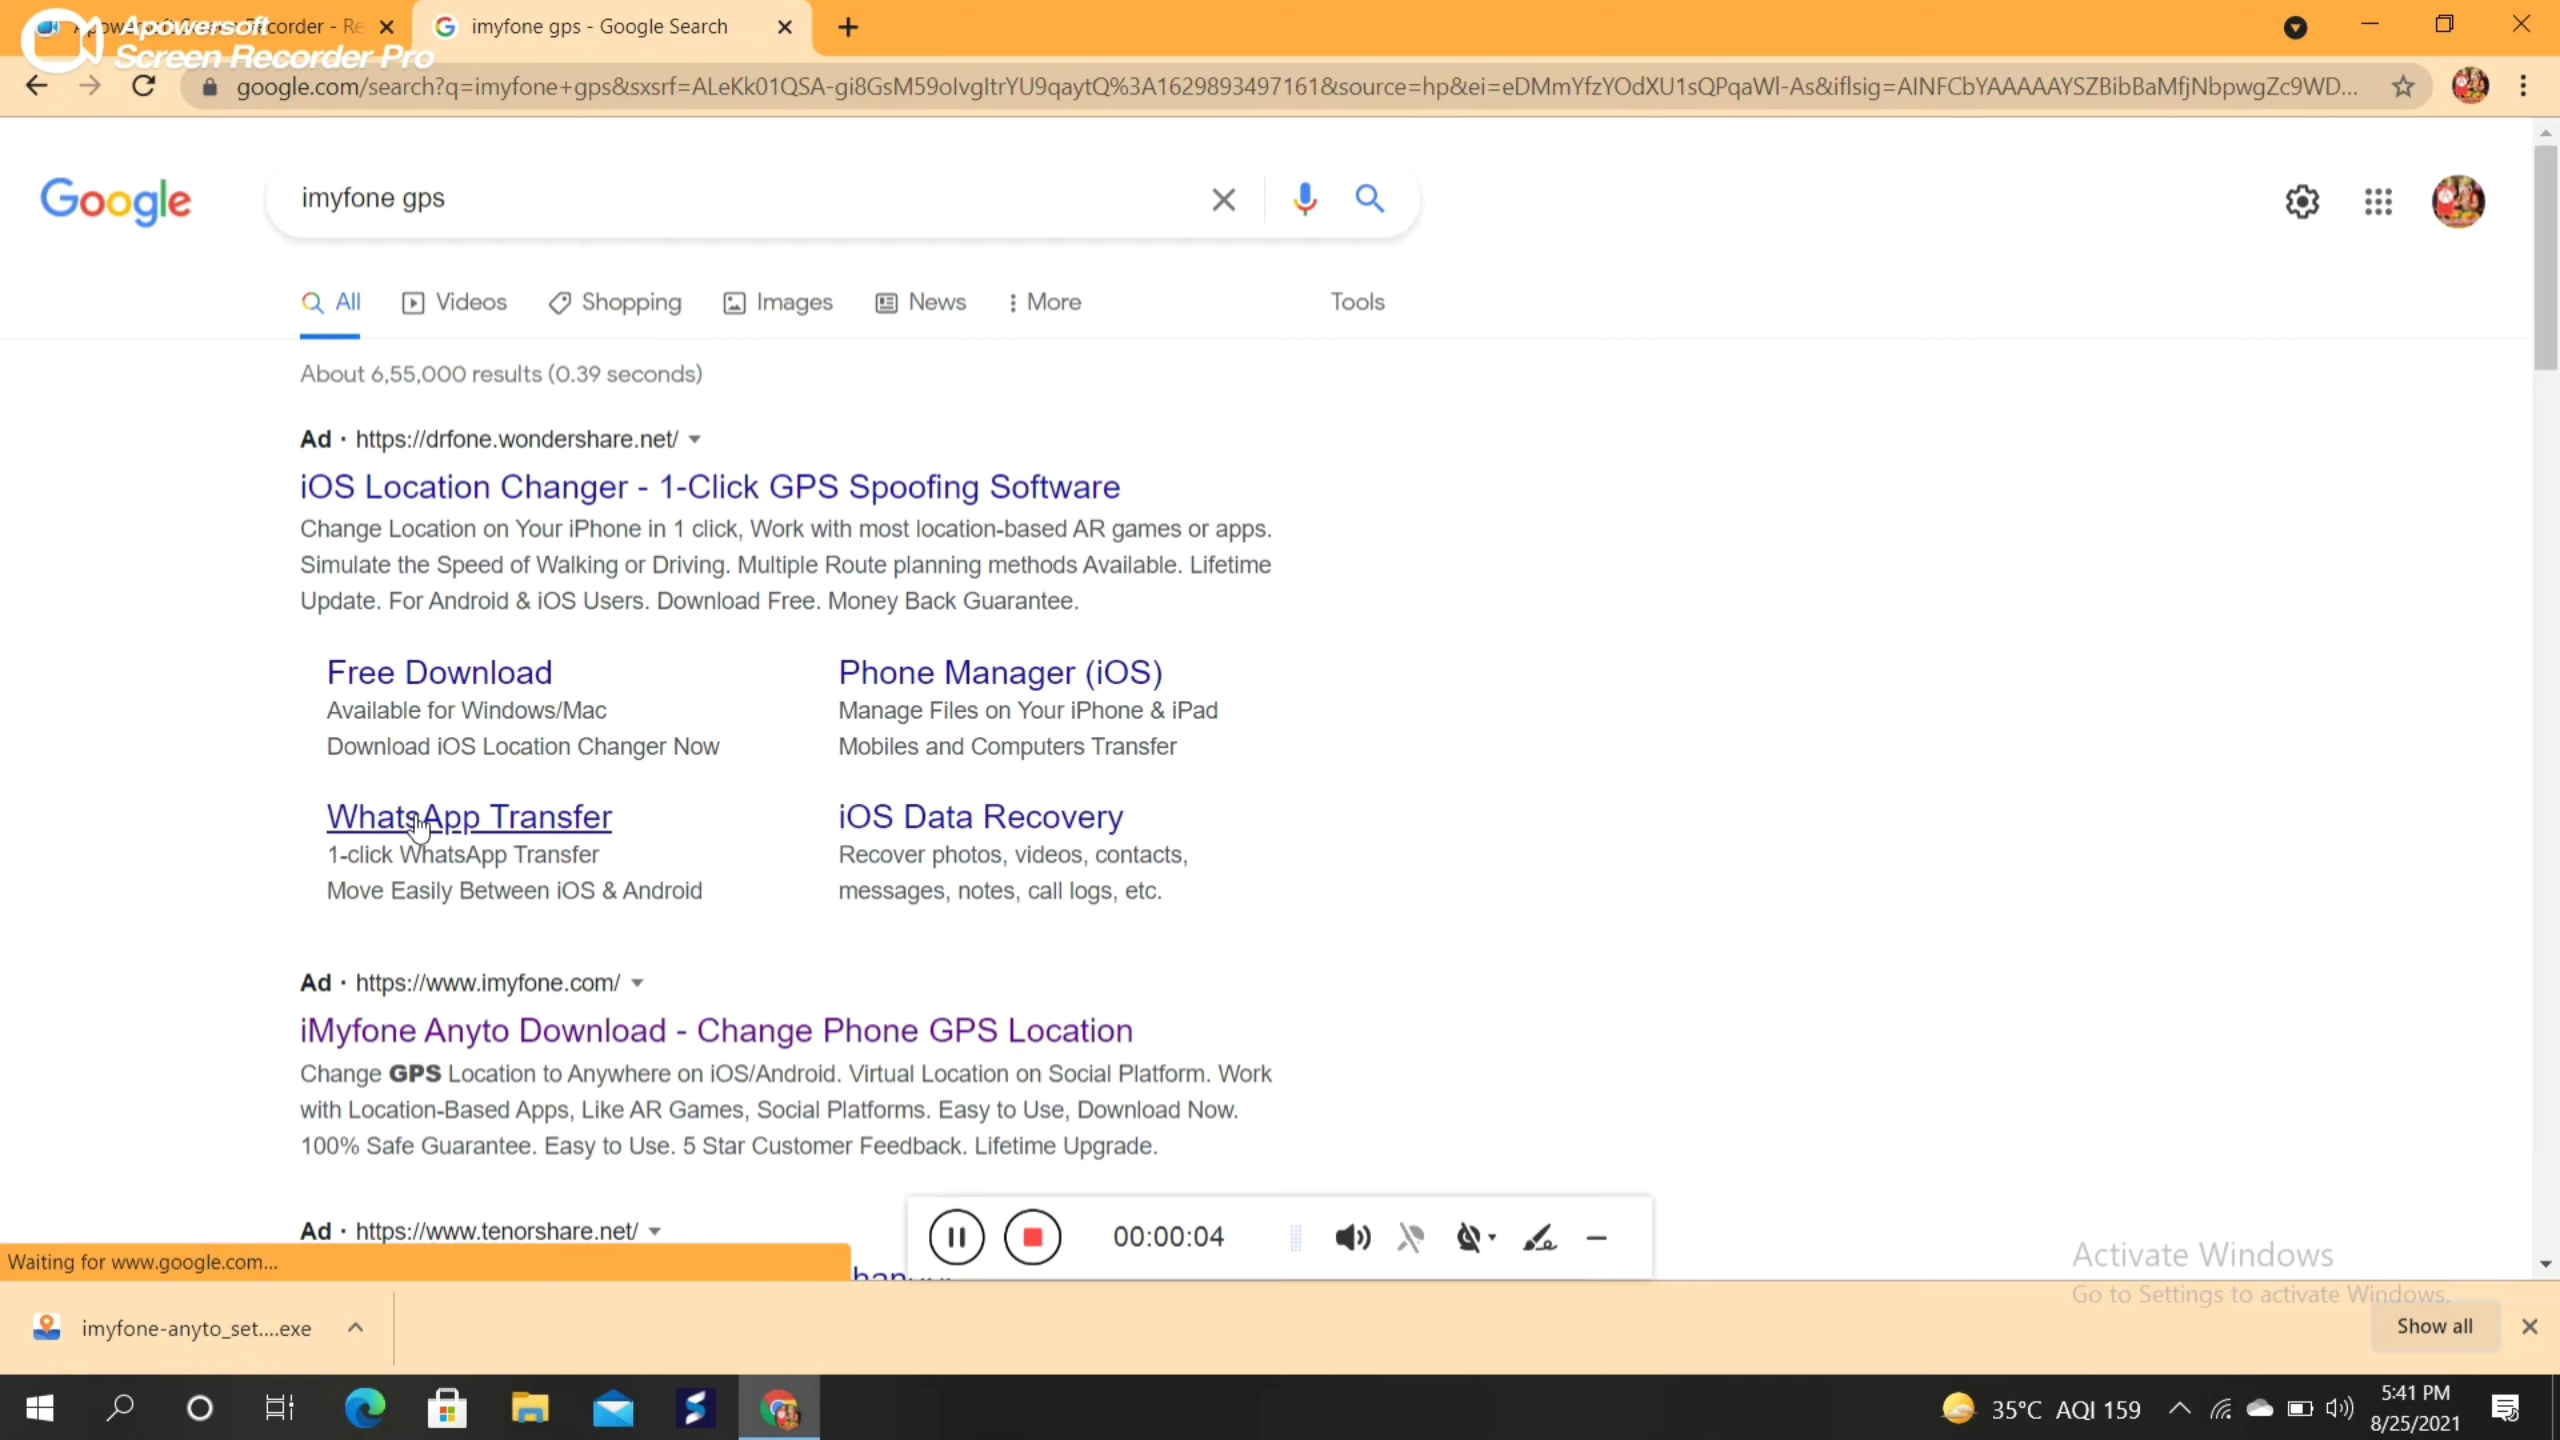 Apowersoft Screen Recorder - Re
imyfone gps - Google Search
Apowersoft
Screen Recorder Pro
google.com/search?q=imyfone+gps&sxsrf=ALeKk01QSA-gi8GsM59oIvgItrYU9qaytQ%3A1629893497161&source=hp&ei=eDMmYfzYOdXU1sQPqaWl-As&iflsig=AINFCbYAAAAAYSZBibBaMfjNbpwgZc9WD...
Google
imyfone gps
All
Videos
Shopping
Images
News
More
Tools
About 6,55,000 results (0.39 seconds)
Ad · https://drfone.wondershare.net/
iOS Location Changer - 1-Click GPS Spoofing Software
Change Location on Your iPhone in 1 click, Work with most location-based AR games or apps.
Simulate the Speed of Walking or Driving. Multiple Route planning methods Available. Lifetime
Update. For Android & iOS Users. Download Free. Money Back Guarantee.
Free Download
Available for Windows/Mac
Download iOS Location Changer Now
Phone Manager (iOS)
Manage Files on Your iPhone & iPad
Mobiles and Computers Transfer
WhatsApp Transfer
1-click WhatsApp Transfer
Move Easily Between iOS & Android
iOS Data Recovery
Recover photos, videos, contacts,
messages, notes, call logs, etc.
Ad · https://www.imyfone.com/
iMyfone Anyto Download - Change Phone GPS Location
Change GPS Location to Anywhere on iOS/Android. Virtual Location on Social Platform. Work
with Location-Based Apps, Like AR Games, Social Platforms. Easy to Use, Download Now.
100% Safe Guarantee. Easy to Use. 5 Star Customer Feedback. Lifetime Upgrade.
Ad · https://www.tenorshare.net/
00:00:04
Waiting for www.google.com...
Activate Windows
Go to Settings to activate Windows.
imyfone-anyto_set....exe
Show all
35°C AQI 159
5:41 PM
8/25/2021